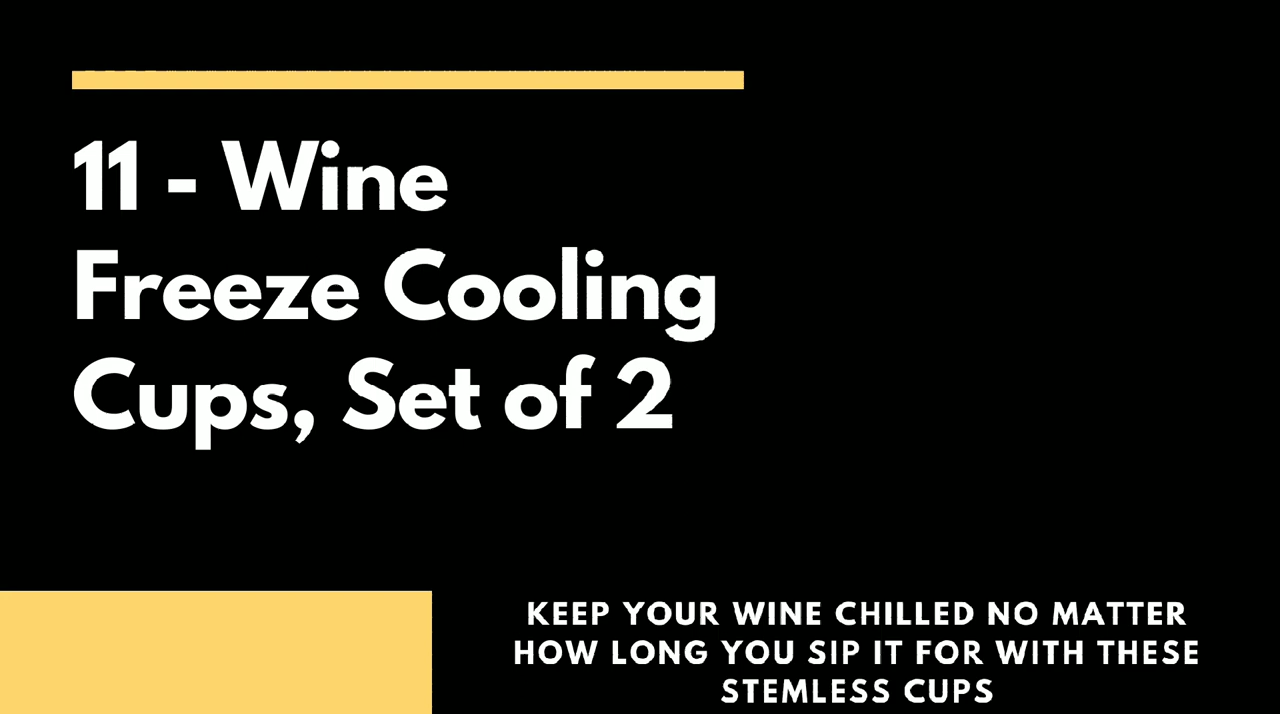 11 - Wine
Freeze Cooling
Cups, Set of 2
KEEP YOUR WINE CHILLED NO MATTER
HOW LONG YOU SIP IT FOR WITH THESE
STEMLESS CUPS